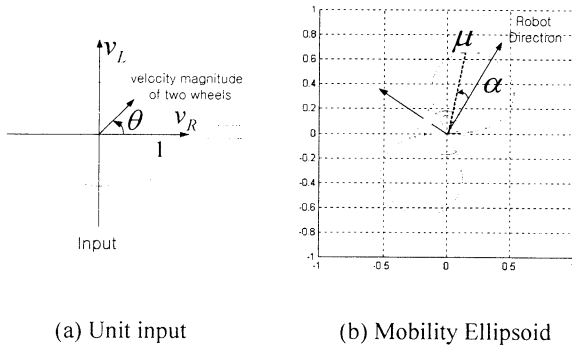 v_L
velocity magnitude
of two wheels
θ
v_R
1
Input
(a) Unit input
1
0.8
0.6
0.4
0.2
0
-0.2
-0.4
-0.6
-0.8
-1
-1
-0.5
0
0.5
1
μ
α
Robot
Direction
(b) Mobility Ellipsoid